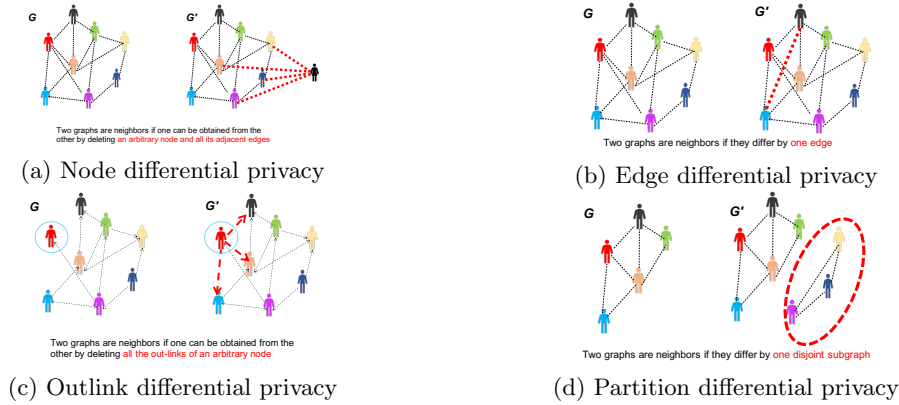 G
G'
Two graphs are neighbors if one can be obtained from the
other by deleting an arbitrary node and all its adjacent edges
(a) Node differential privacy
G
G'
Two graphs are neighbors if they differ by one edge
(b) Edge differential privacy
G
G'
Two graphs are neighbors if one can be obtained from the
other by deleting all the out-links of an arbitrary node
(c) Outlink differential privacy
G
G'
Two graphs are neighbors if they differ by one disjoint subgraph
(d) Partition differential privacy